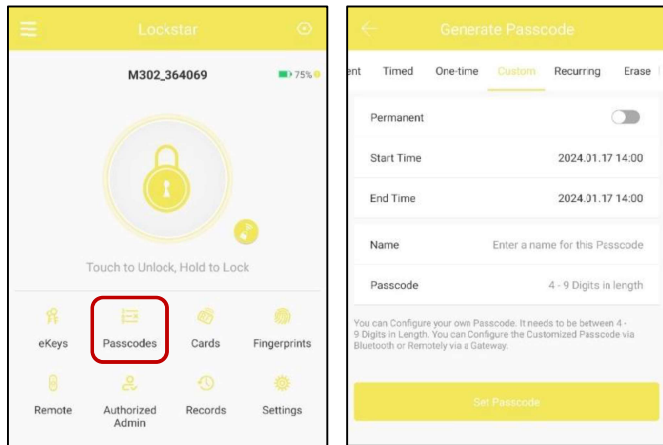 Lockstar
M302_364069
75%
Touch to Unlock, Hold to Lock
eKeys Passcodes Cards Fingerprints
Remote Authorized Admin Records Settings
Generate Passcode
ent Timed One-time Custom Recurring Erase
Permanent
Start Time 2024.01.17 14:00
End Time 2024.01.17 14:00
Name Enter a name for this Passcode
Passcode 4 - 9 Digits in length
You can Configure your own Passcode. It needs to be between 4 -
9 Digits in Length. You can Configure the Customized Passcode via
Bluetooth or Remotely via a Gateway.
Set Passcode